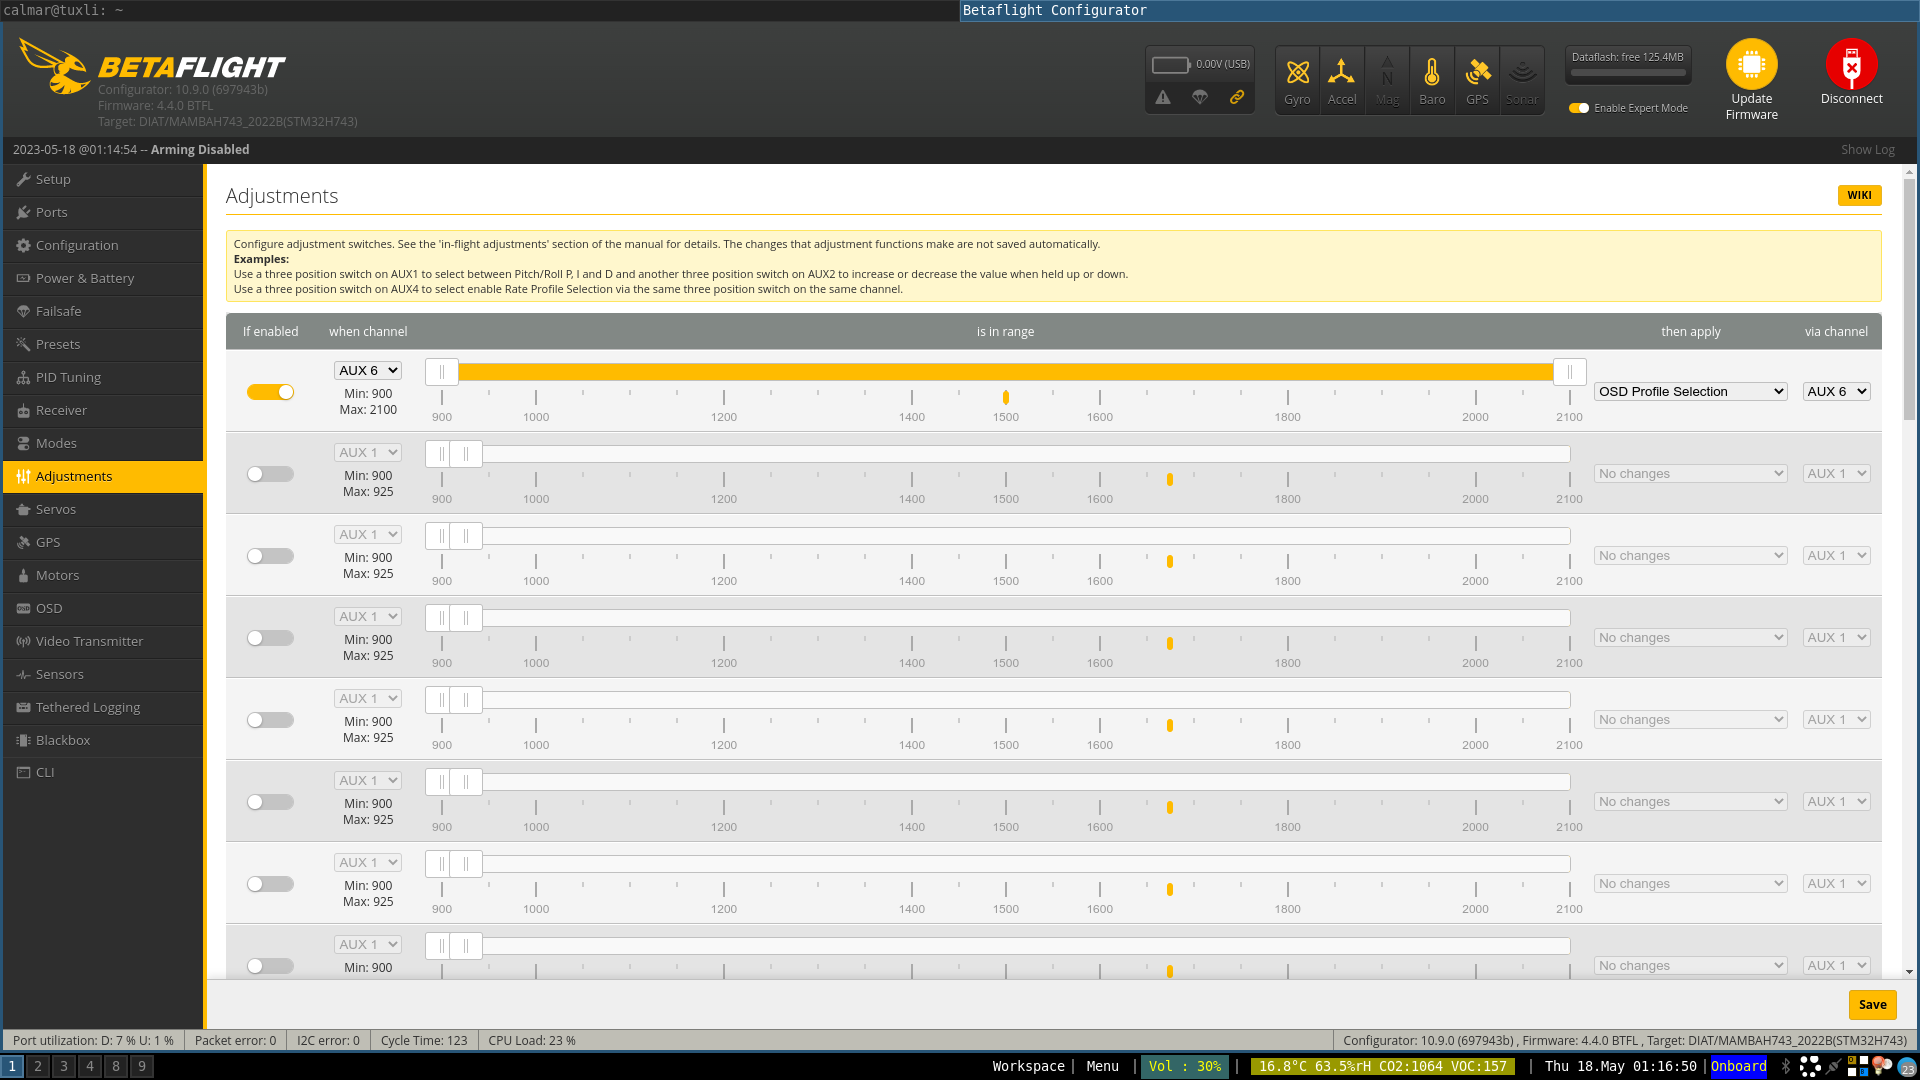 calmar@tuxli: ~
Betaflight Configurator
BETAFLIGHT
Configurator: 10.9.0 (697943b)
Firmware: 4.4.0 BTFL
Target: DIAT/MAMBAH743_2022B(STM32H743)
0.00V (USB)
Gyro Accel Mag Baro GPS Sonar
Dataflash: free 125.4MB
Enable Expert Mode
Update Firmware
Disconnect
2023-05-18 @01:14:54 -- Arming Disabled
Show Log
Setup
Ports
Configuration
Power & Battery
Failsafe
Presets
PID Tuning
Receiver
Modes
Adjustments
Servos
GPS
Motors
OSD
Video Transmitter
Sensors
Tethered Logging
Blackbox
CLI
Adjustments
WIKI
Configure adjustment switches. See the 'in-flight adjustments' section of the manual for details. The changes that adjustment functions make are not saved automatically.
Examples:
Use a three position switch on AUX1 to select between Pitch/Roll P, I and D and another three position switch on AUX2 to increase or decrease the value when held up or down.
Use a three position switch on AUX4 to select enable Rate Profile Selection via the same three position switch on the same channel.
If enabled when channel is in range then apply via channel
AUX 6
Min: 900
Max: 2100
900 1000 1200 1400 1500 1600 1800 2000 2100
OSD Profile Selection AUX 6
AUX 1
Min: 900
Max: 925
900 1000 1200 1400 1500 1600 1800 2000 2100
No changes AUX 1
AUX 1
Min: 900
Max: 925
900 1000 1200 1400 1500 1600 1800 2000 2100
No changes AUX 1
AUX 1
Min: 900
Max: 925
900 1000 1200 1400 1500 1600 1800 2000 2100
No changes AUX 1
AUX 1
Min: 900
Max: 925
900 1000 1200 1400 1500 1600 1800 2000 2100
No changes AUX 1
AUX 1
Min: 900
Max: 925
900 1000 1200 1400 1500 1600 1800 2000 2100
No changes AUX 1
AUX 1
Min: 900
Max: 925
900 1000 1200 1400 1500 1600 1800 2000 2100
No changes AUX 1
AUX 1
Min: 900
No changes AUX 1
Save
Port utilization: D: 7 % U: 1 % Packet error: 0 I2C error: 0 Cycle Time: 123 CPU Load: 23 %
Configurator: 10.9.0 (697943b) , Firmware: 4.4.0 BTFL , Target: DIAT/MAMBAH743_2022B(STM32H743)
1 2 3 4 8 9
Workspace| Menu | Vol : 30% | 16.8°C 63.5%rH CO2:1064 VOC:157 | Thu 18.May 01:16:50 |Onboard
23